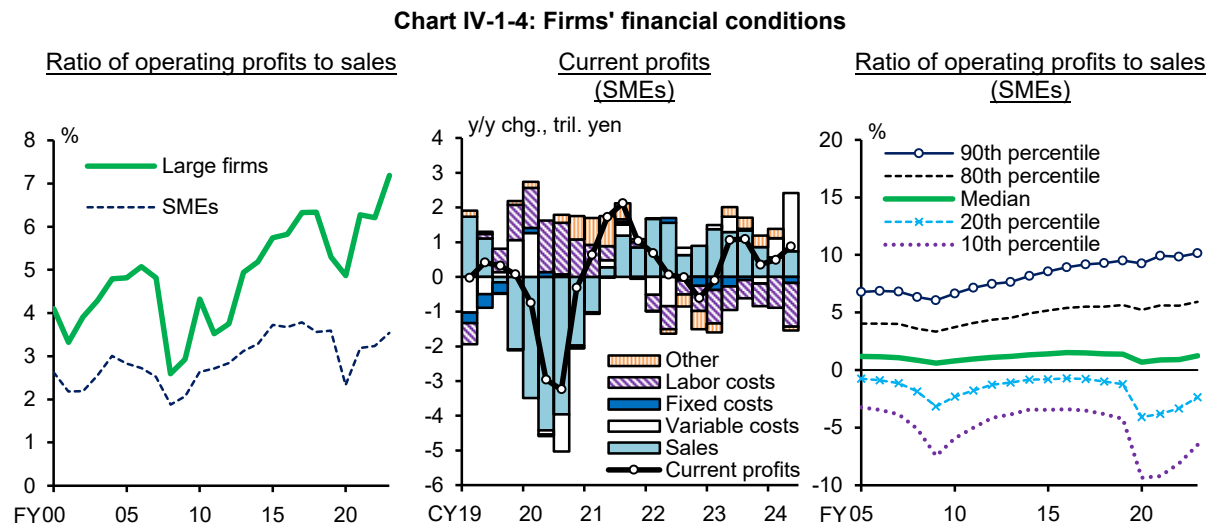 Chart IV-1-4: Firms' financial conditions
Ratio of operating profits to sales
%
8
7
6
5
4
3
2
1
0
Large firms
SMEs
FY00 05 10 15 20
Current profits
(SMEs)
y/y chg., tril. yen
4
3
2
1
0
-1
-2
-3
-4
-5
-6
Other
Labor costs
Fixed costs
Variable costs
Sales
Current profits
CY19 20 21 22 23 24
Ratio of operating profits to sales
(SMEs)
%
20
15
10
5
0
-5
-10
90th percentile
80th percentile
Median
20th percentile
10th percentile
FY05 10 15 20